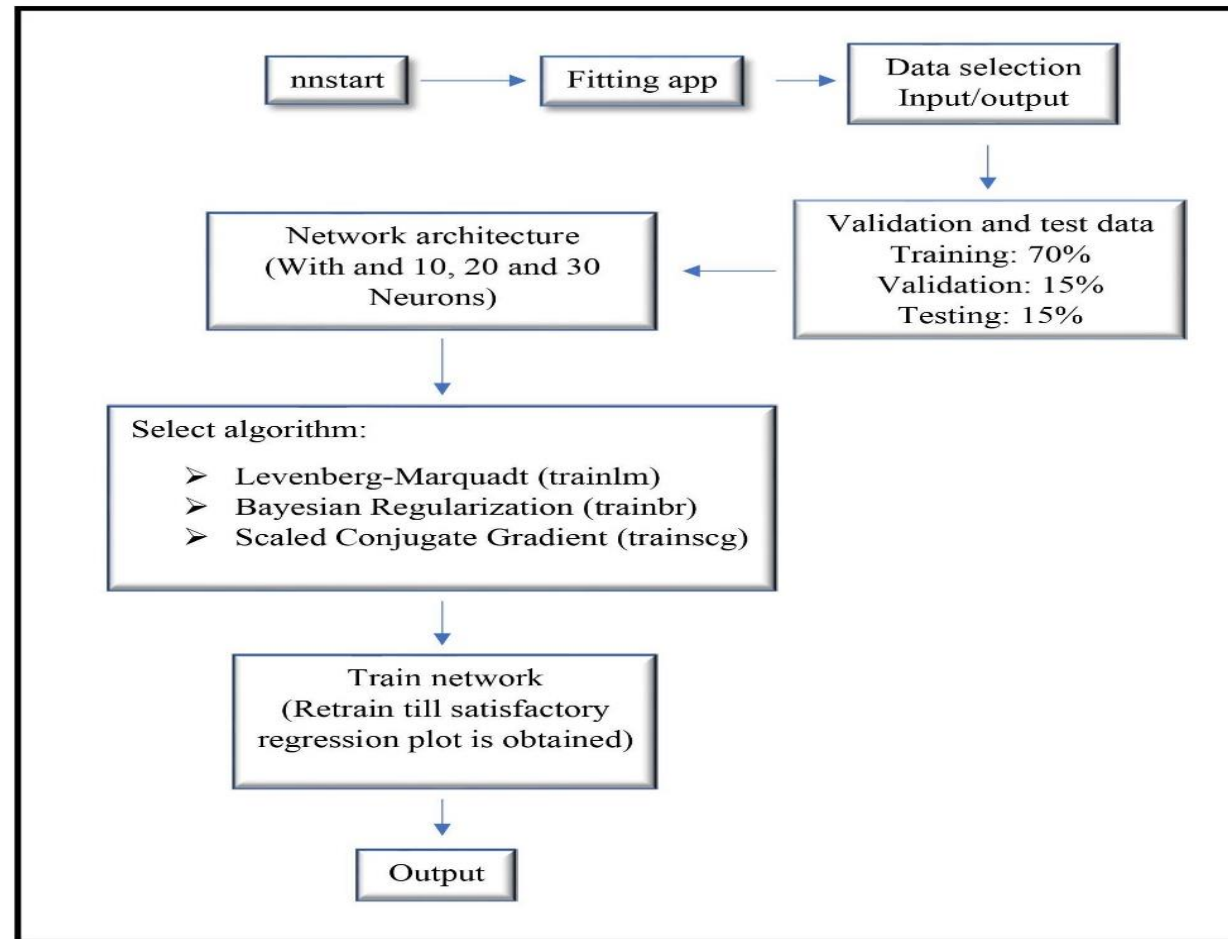 nnstart
Fitting app
Data selection
Input/output
Validation and test data
Training: 70%
Validation: 15%
Testing: 15%
Network architecture
(With and 10, 20 and 30
Neurons)
Select algorithm:
➤ Levenberg-Marquadt (trainlm)
➤ Bayesian Regularization (trainbr)
➤ Scaled Conjugate Gradient (trainscg)
Train network
(Retrain till satisfactory
regression plot is obtained)
Output